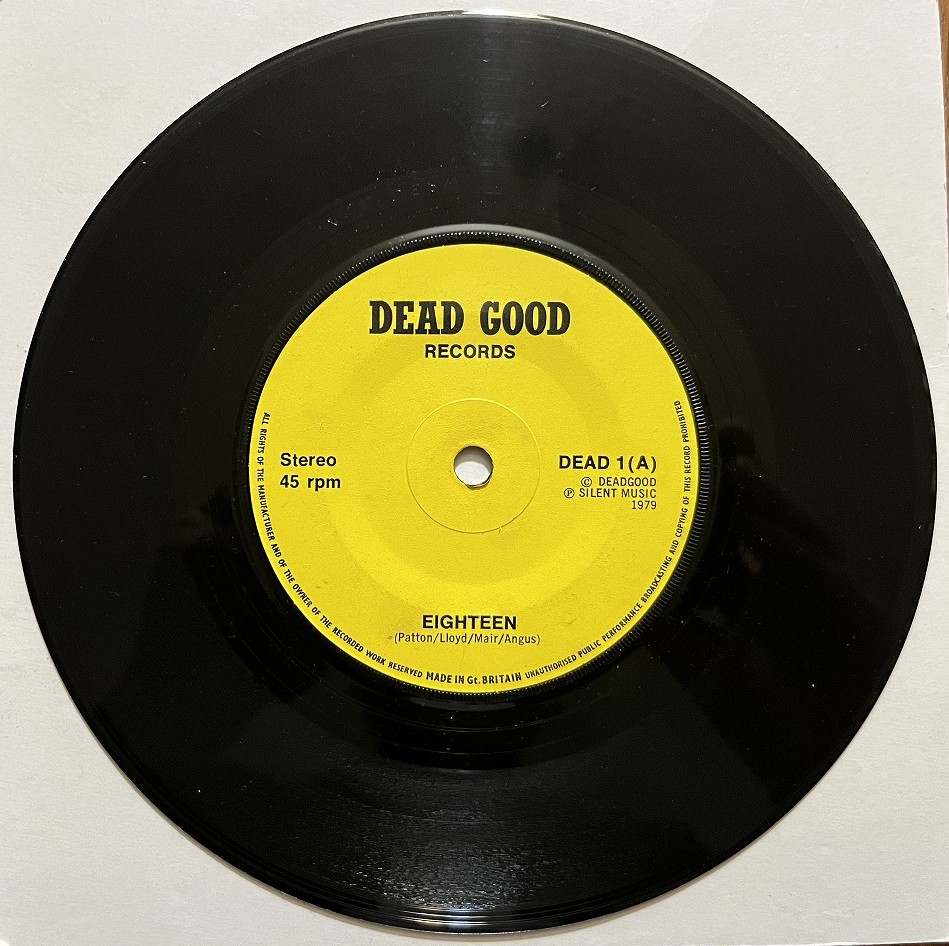 DEAD GOOD
RECORDS
Stereo
45 rpm
DEAD 1(A)
© DEADGOOD
℗ SILENT MUSIC
1979
EIGHTEEN
(Patton/Lloyd/Mair/Angus)
ALL RIGHTS OF THE MANUFACTURER AND OF THE OWNER OF THE RECORDED WORK RESERVED MADE IN Gt. BRITAIN UNAUTHORISED PUBLIC PERFORMANCE BROADCASTING AND COPYING OF THIS RECORD PROHIBITED